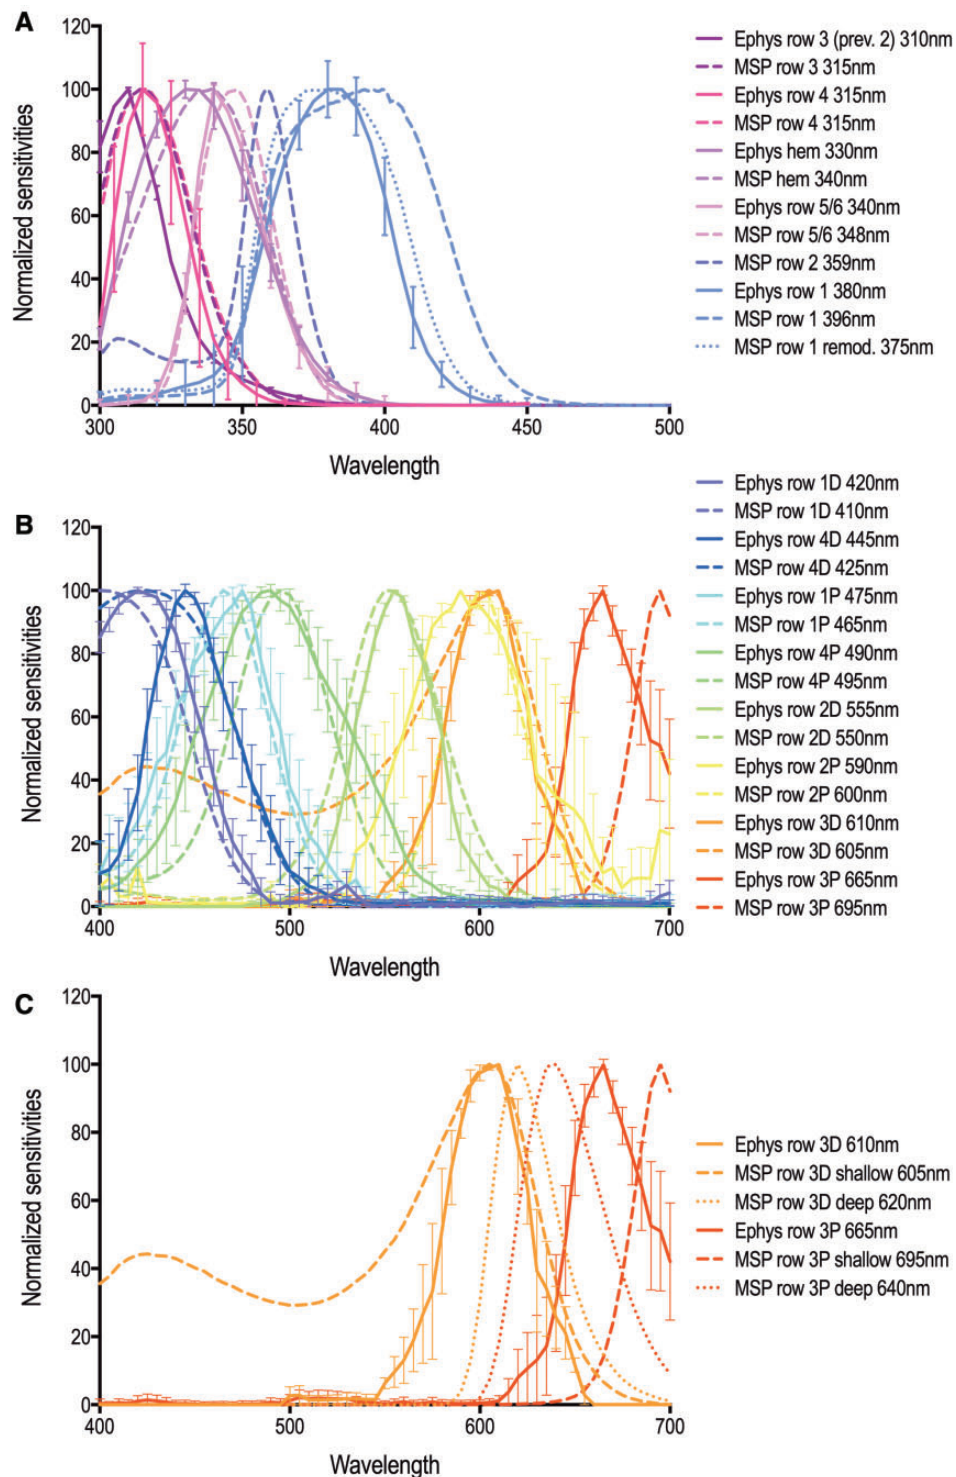 A
120
100
80
60
40
20
0
Normalized sensitivities
300
350
400
450
500
Wavelength
Ephys row 3 (prev. 2) 310nm
MSP row 3 315nm
Ephys row 4 315nm
MSP row 4 315nm
Ephys hem 330nm
MSP hem 340nm
Ephys row 5/6 340nm
MSP row 5/6 348nm
MSP row 2 359nm
Ephys row 1 380nm
MSP row 1 396nm
MSP row 1 remod. 375nm
B
120
100
80
60
40
20
0
Normalized sensitivities
400
500
600
700
Wavelength
Ephys row 1D 420nm
MSP row 1D 410nm
Ephys row 4D 445nm
MSP row 4D 425nm
Ephys row 1P 475nm
MSP row 1P 465nm
Ephys row 4P 490nm
MSP row 4P 495nm
Ephys row 2D 555nm
MSP row 2D 550nm
Ephys row 2P 590nm
MSP row 2P 600nm
Ephys row 3D 610nm
MSP row 3D 605nm
Ephys row 3P 665nm
MSP row 3P 695nm
C
120
100
80
60
40
20
0
Normalized sensitivities
400
500
600
700
Wavelength
Ephys row 3D 610nm
MSP row 3D shallow 605nm
MSP row 3D deep 620nm
Ephys row 3P 665nm
MSP row 3P shallow 695nm
MSP row 3P deep 640nm